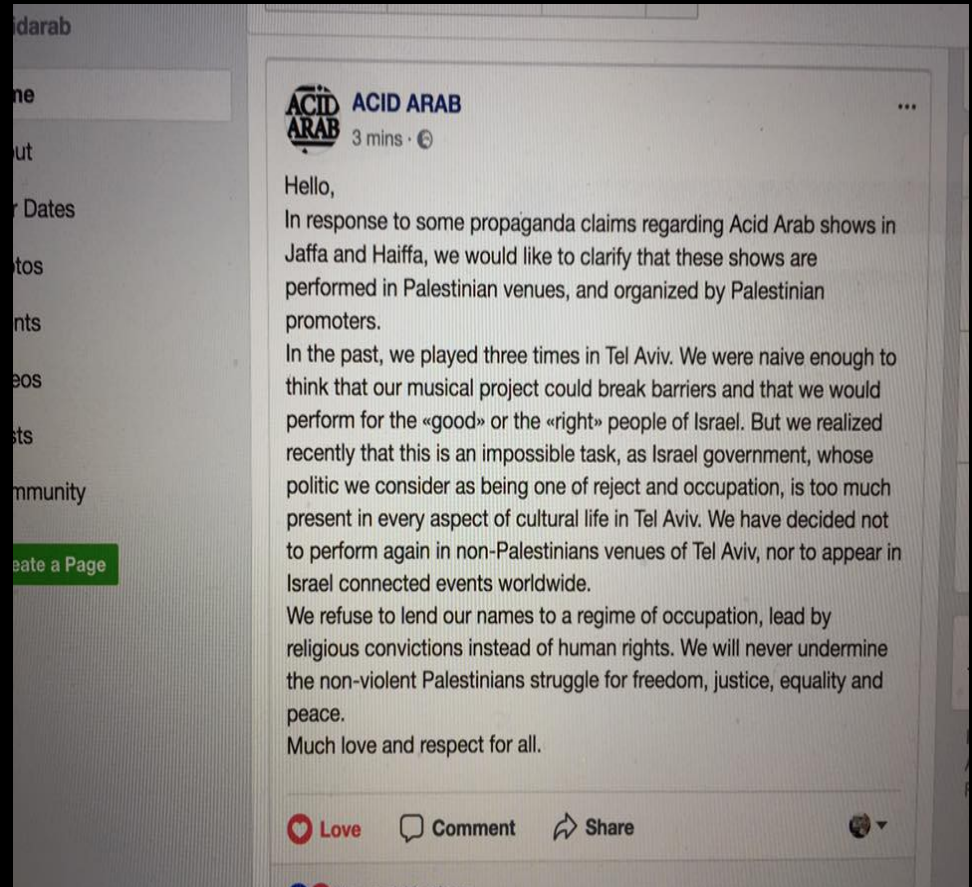 idarab
ne
ut
r Dates
tos
nts
eos
sts
mmunity
eate a Page
ACID
ARAB
ACID ARAB
3 mins ·
Hello,
In response to some propaganda claims regarding Acid Arab shows in
Jaffa and Haiffa, we would like to clarify that these shows are
performed in Palestinian venues, and organized by Palestinian
promoters.
In the past, we played three times in Tel Aviv. We were naive enough to
think that our musical project could break barriers and that we would
perform for the «good» or the «right» people of Israel. But we realized
recently that this is an impossible task, as Israel government, whose
politic we consider as being one of reject and occupation, is too much
present in every aspect of cultural life in Tel Aviv. We have decided not
to perform again in non-Palestinians venues of Tel Aviv, nor to appear in
Israel connected events worldwide.
We refuse to lend our names to a regime of occupation, lead by
religious convictions instead of human rights. We will never undermine
the non-violent Palestinians struggle for freedom, justice, equality and
peace.
Much love and respect for all.
Love Comment Share